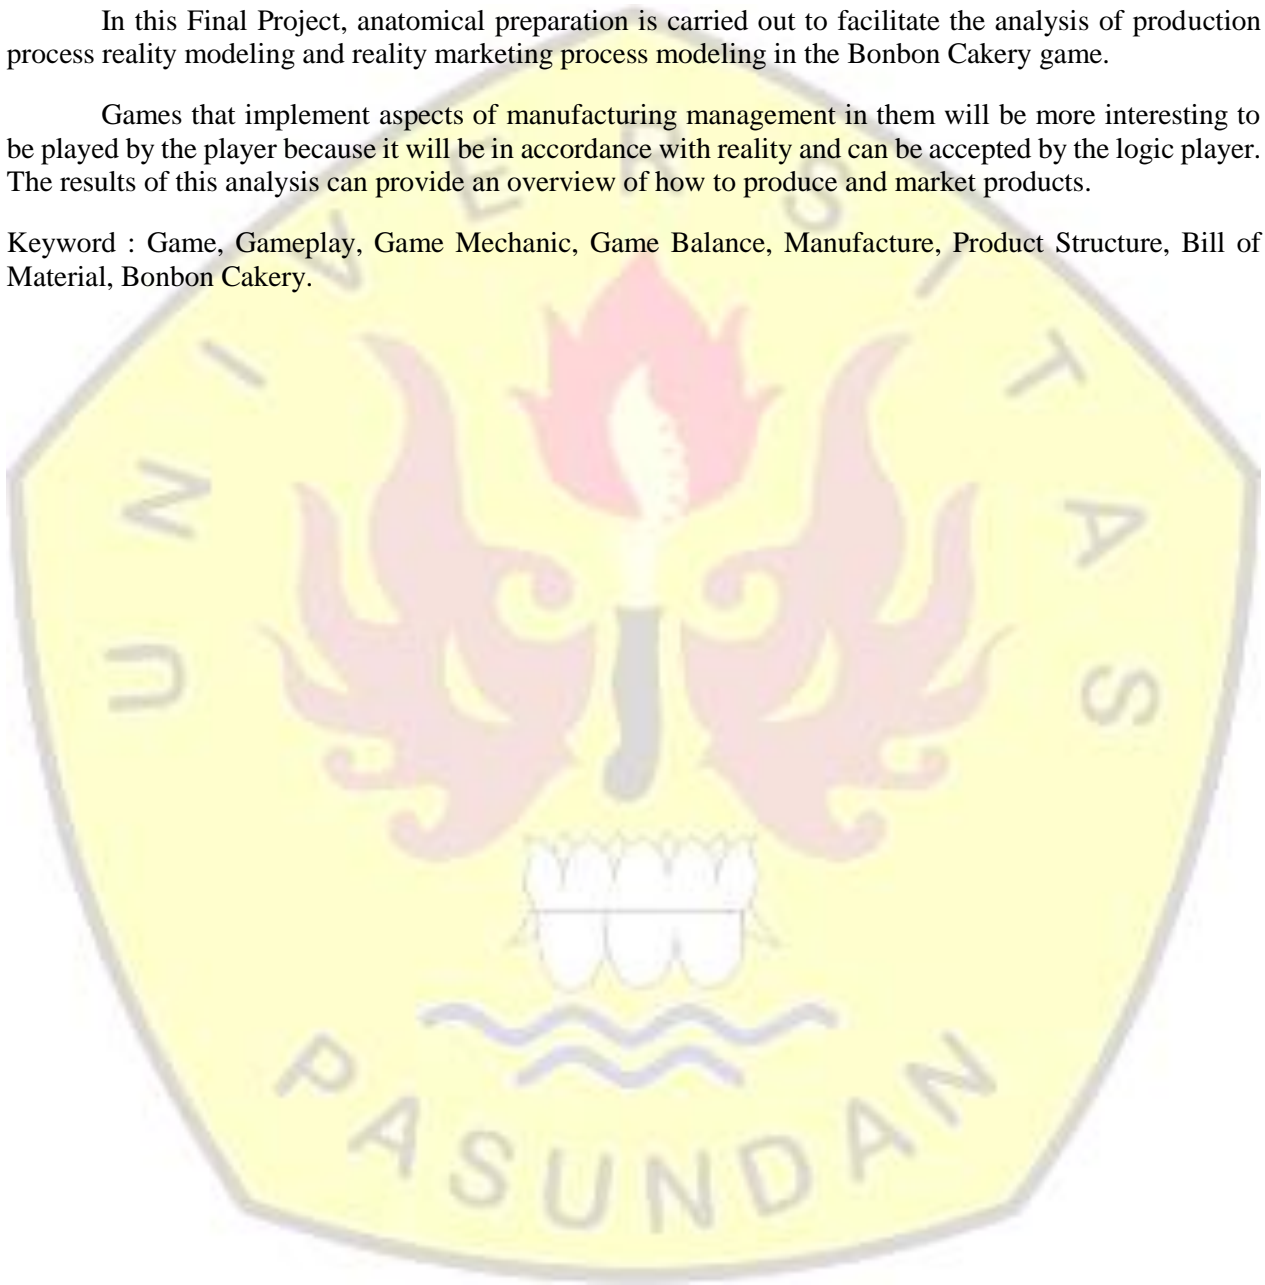 In this Final Project, anatomical preparation is carried out to facilitate the analysis of production
process reality modeling and reality marketing process modeling in the Bonbon Cakery game.
Games that implement aspects of manufacturing management in them will be more interesting to
be played by the player because it will be in accordance with reality and can be accepted by the logic player.
The results of this analysis can provide an overview of how to produce and market products.
Keyword : Game, Gameplay, Game Mechanic, Game Balance, Manufacture, Product Structure, Bill of
Material, Bonbon Cakery.
UNIVERSITAS
PASUNDAN